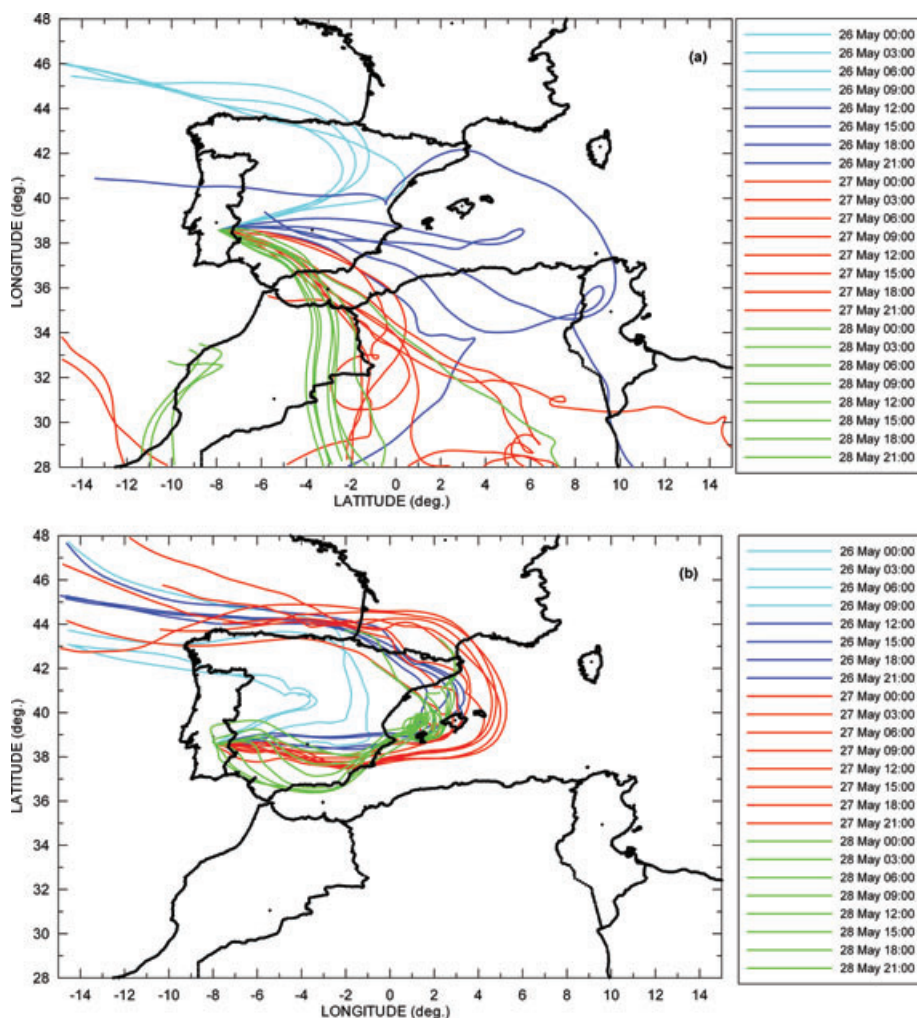 48
46
44
42
40
38
36
34
32
30
28
LONGITUDE (deg.)
(a)
-14 -12 -10 -8 -6 -4 -2 0 2 4 6 8 10 12 14
LATITUDE (deg.)
26 May 00:00
26 May 03:00
26 May 06:00
26 May 09:00
26 May 12:00
26 May 15:00
26 May 18:00
26 May 21:00
27 May 00:00
27 May 03:00
27 May 06:00
27 May 09:00
27 May 12:00
27 May 15:00
27 May 18:00
27 May 21:00
28 May 00:00
28 May 03:00
28 May 06:00
28 May 09:00
28 May 12:00
28 May 15:00
28 May 18:00
28 May 21:00
48
46
44
42
40
38
36
34
32
30
28
LATITUDE (deg.)
(b)
-14 -12 -10 -8 -6 -4 -2 0 2 4 6 8 10 12 14
LONGITUDE (deg.)
26 May 00:00
26 May 03:00
26 May 06:00
26 May 09:00
26 May 12:00
26 May 15:00
26 May 18:00
26 May 21:00
27 May 00:00
27 May 03:00
27 May 06:00
27 May 09:00
27 May 12:00
27 May 15:00
27 May 18:00
27 May 21:00
28 May 00:00
28 May 03:00
28 May 06:00
28 May 09:00
28 May 12:00
28 May 15:00
28 May 18:00
28 May 21:00